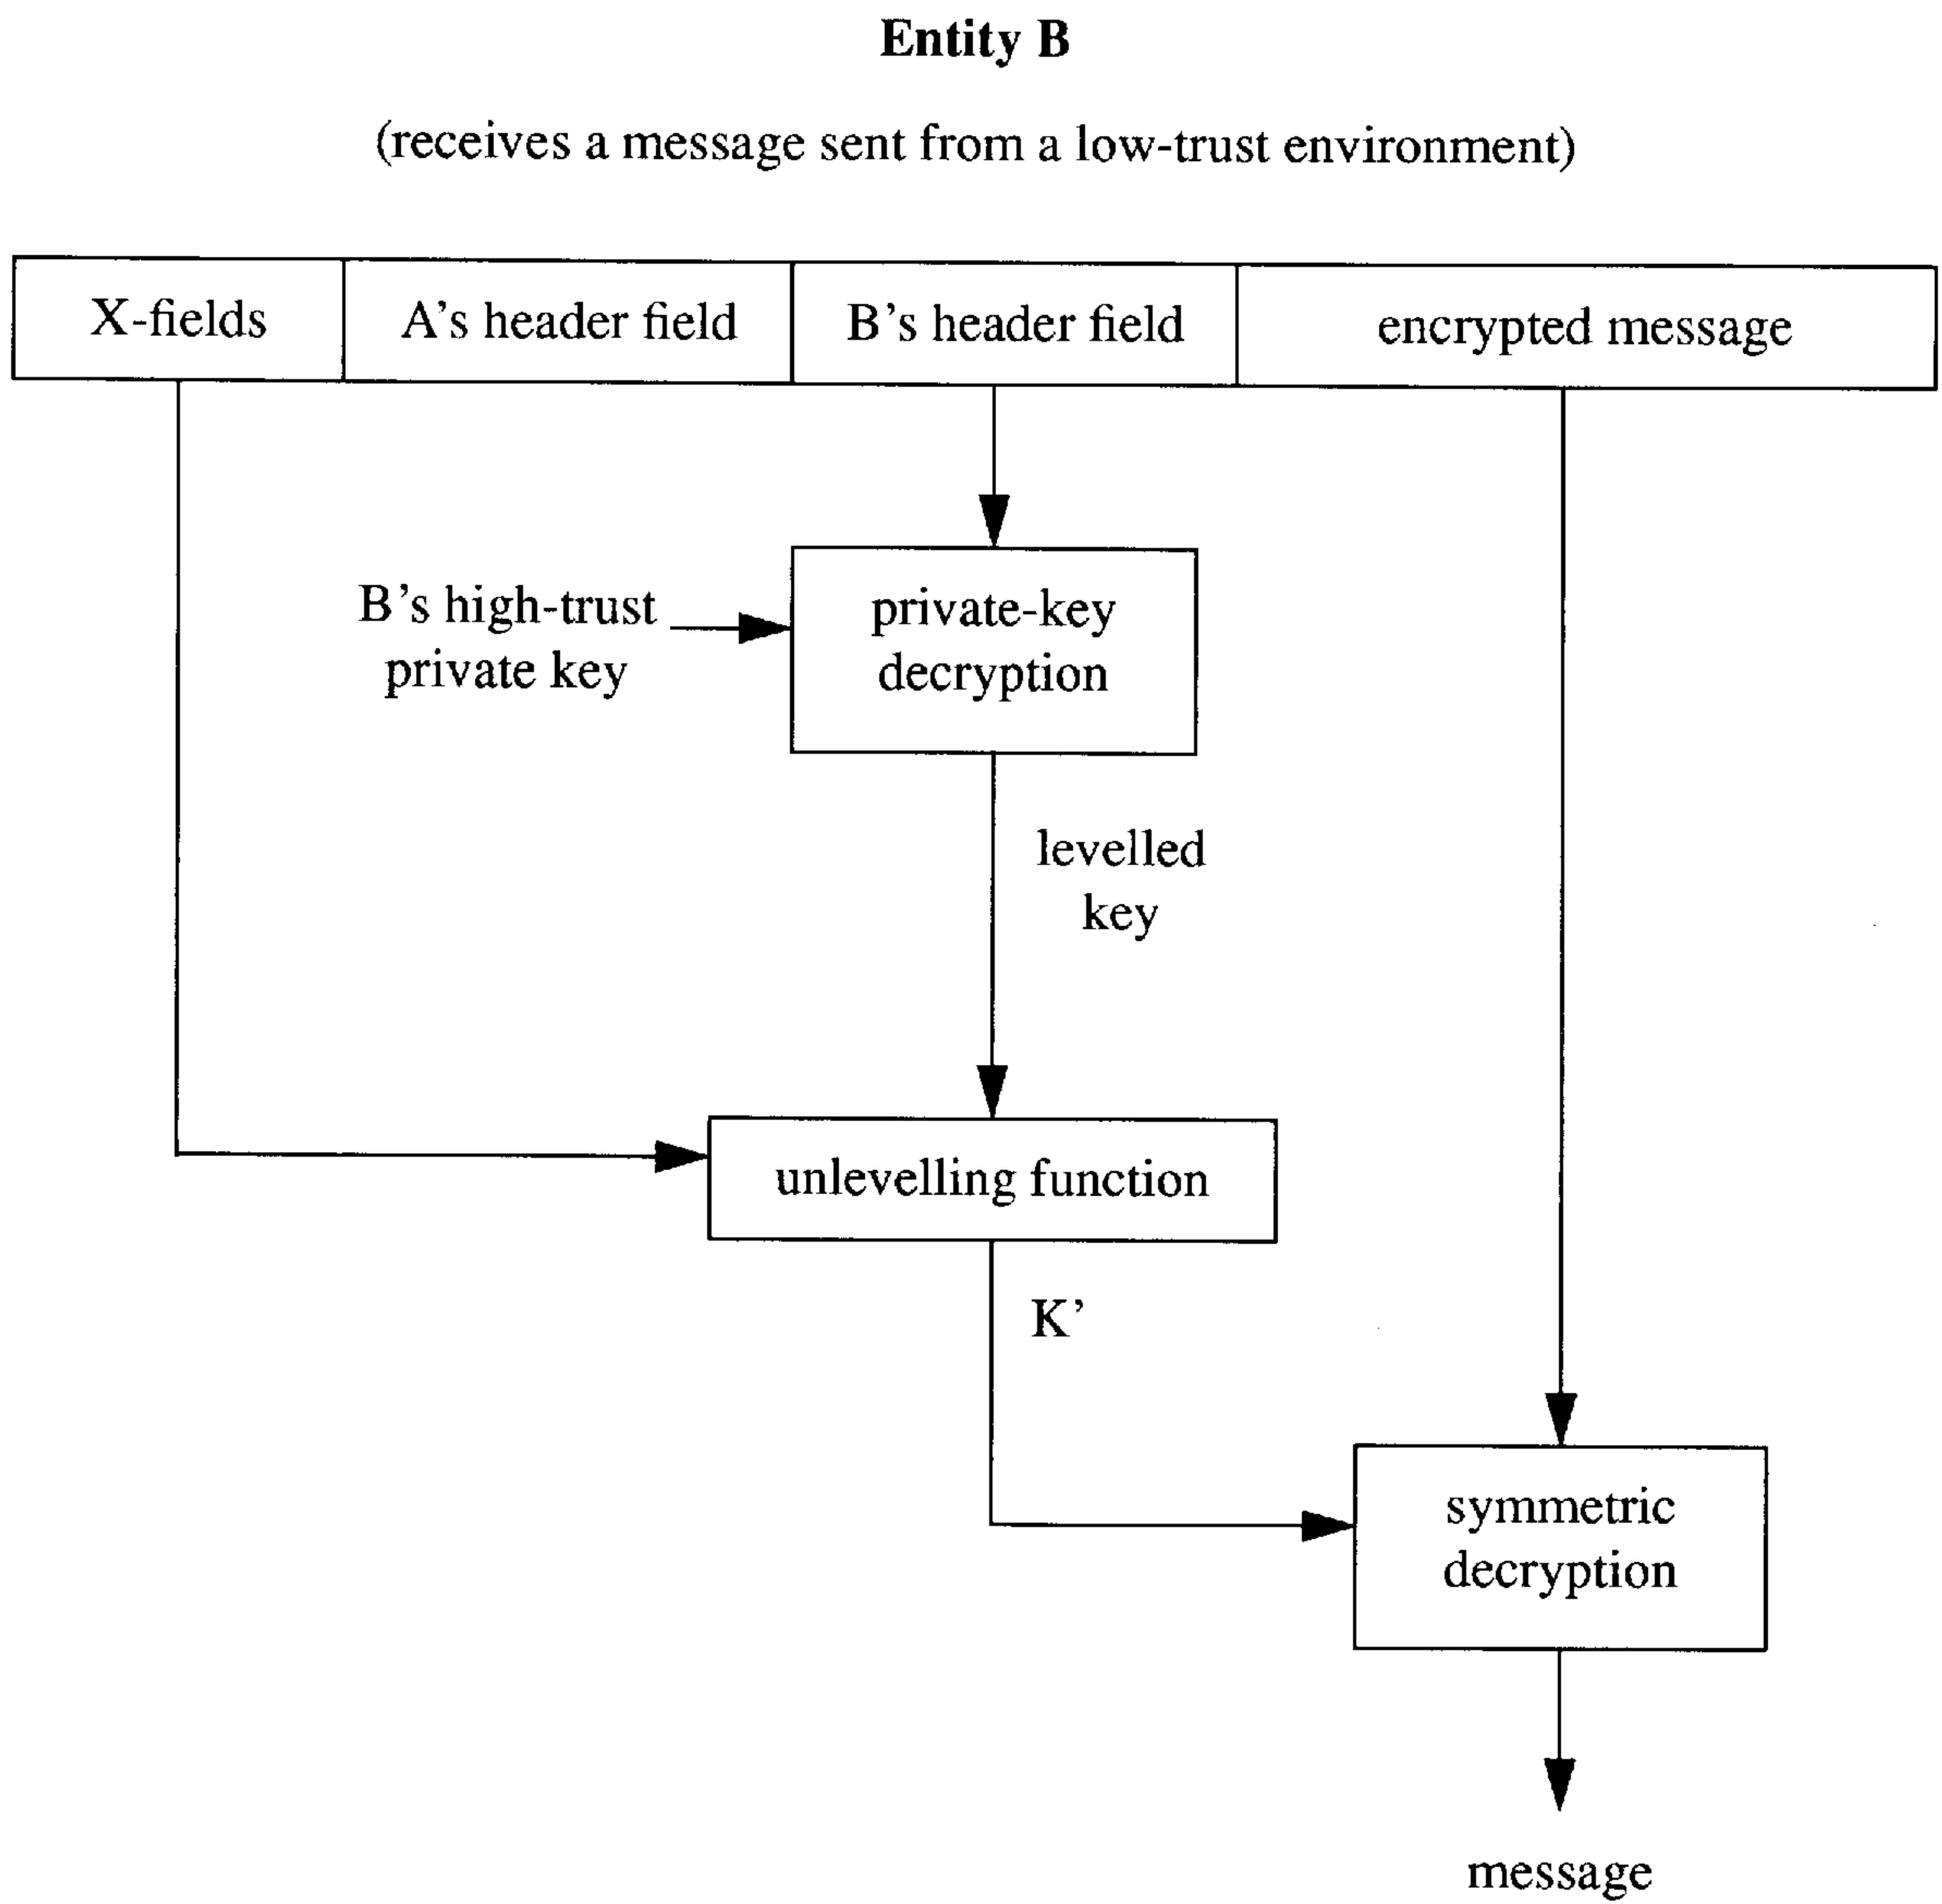 Entity B
(receives a message sent from a low-trust environment)
X-fields
A’s header field
B’s header field
encrypted message
B’s high-trust
private key
private-key
decryption
levelled
key
unlevelling function
K’
symmetric
decryption
message